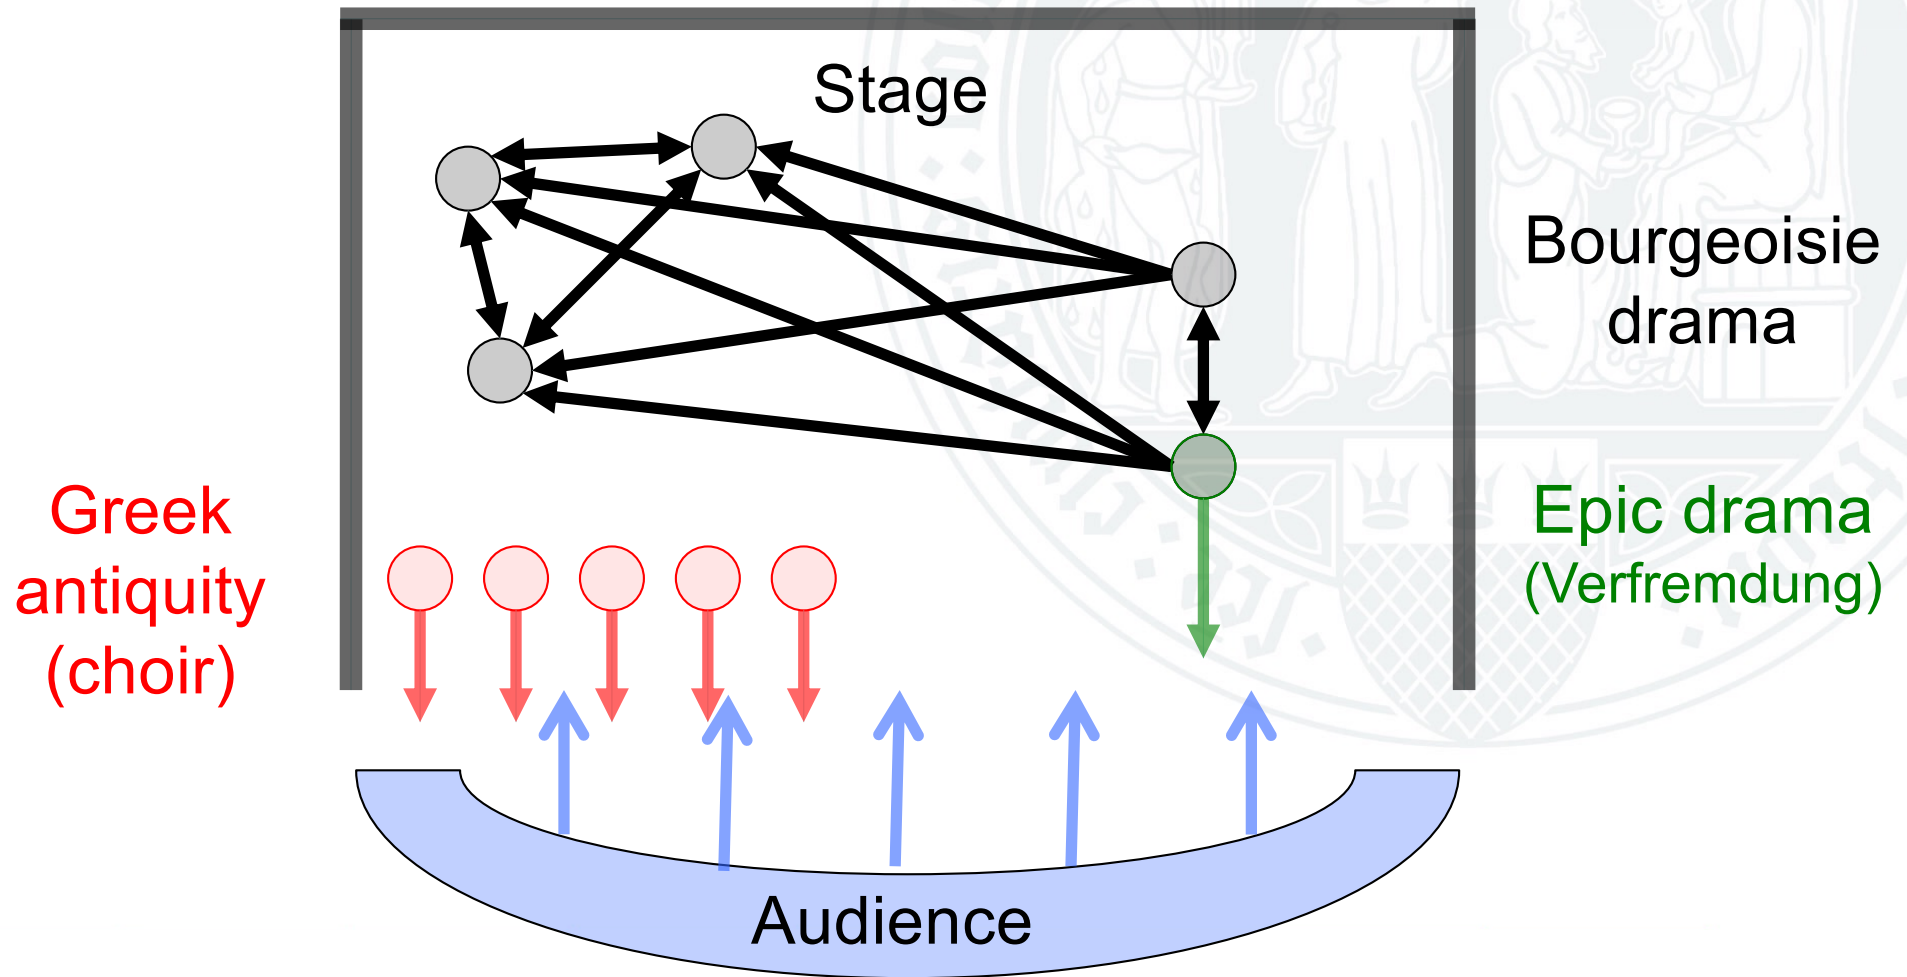 Stage
Bourgeoisie
drama
Greek
antiquity
(choir)
Epic drama
(Verfremdung)
Audience